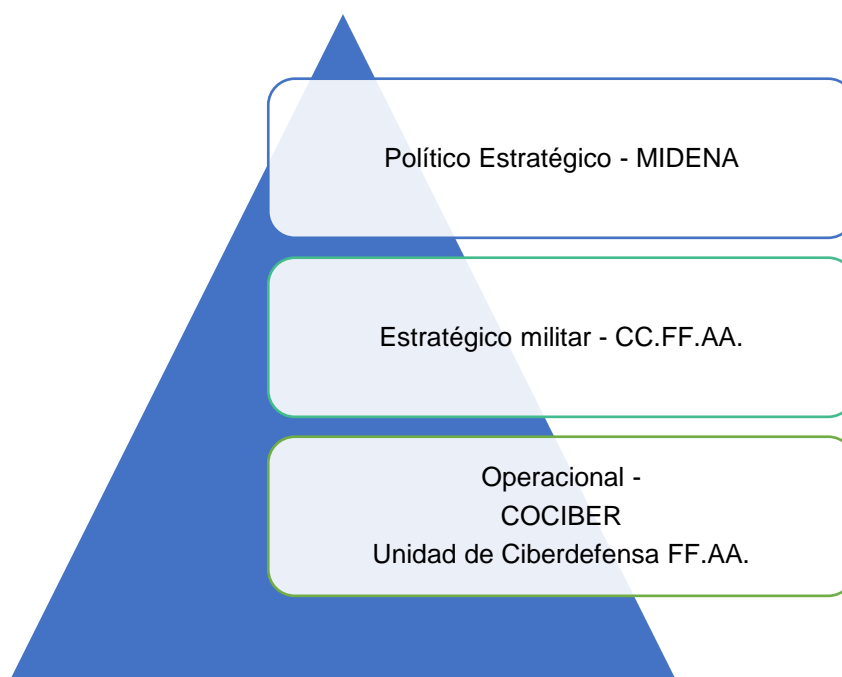 Político Estratégico - MIDENA
Estratégico militar - CC.FF.AA.
Operacional -
COCIBER
Unidad de Ciberdefensa FF.AA.